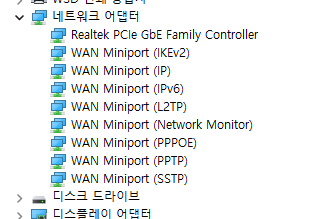 네트워크 어댑터
Realtek PCIe GbE Family Controller
WAN Miniport (IKEv2)
WAN Miniport (IP)
WAN Miniport (IPv6)
WAN Miniport (L2TP)
WAN Miniport (Network Monitor)
WAN Miniport (PPPOE)
WAN Miniport (PPTP)
WAN Miniport (SSTP)
디스크 드라이브
디스플레이 어댑터